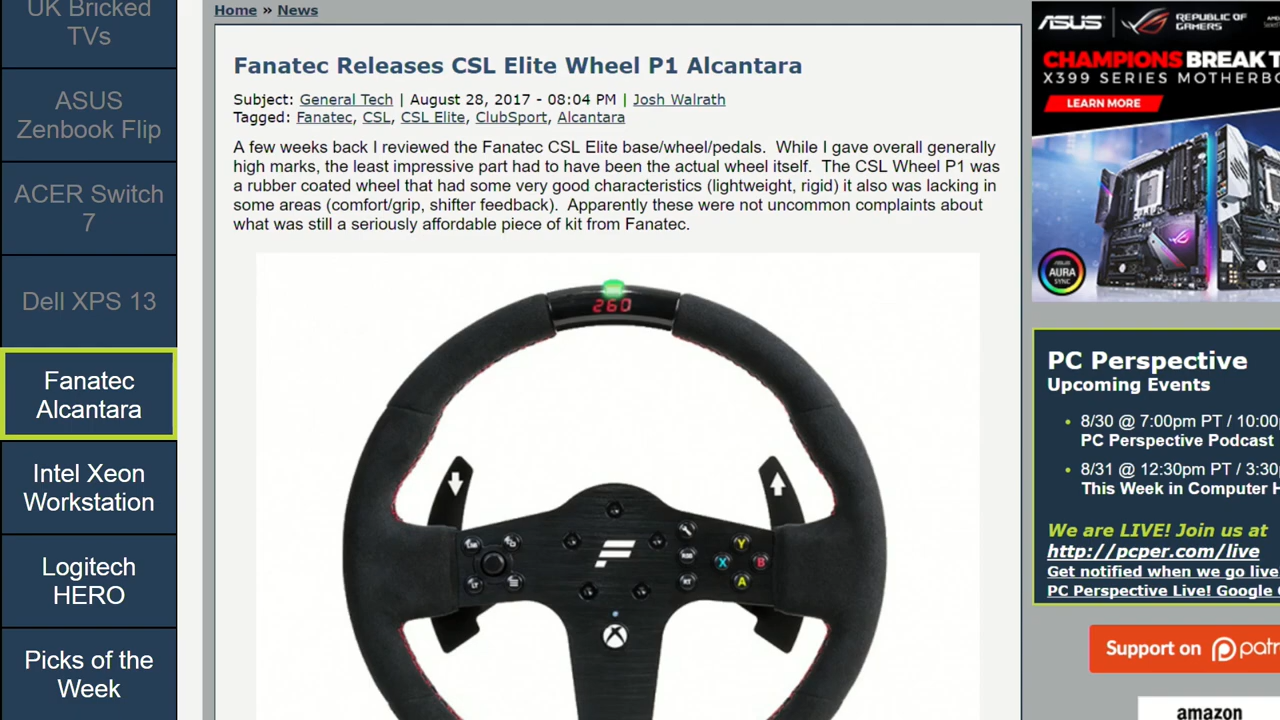 UK Bricked
TVs
ASUS
Zenbook Flip
ACER Switch
7
Dell XPS 13
Fanatec
Alcantara
Intel Xeon
Workstation
Logitech
HERO
Picks of the
Week
Home » News
Fanatec Releases CSL Elite Wheel P1 Alcantara
Subject: General Tech | August 28, 2017 - 08:04 PM | Josh Walrath
Tagged: Fanatec, CSL, CSL Elite, ClubSport, Alcantara
A few weeks back I reviewed the Fanatec CSL Elite base/wheel/pedals. While I gave overall generally
high marks, the least impressive part had to have been the actual wheel itself. The CSL Wheel P1 was
a rubber coated wheel that had some very good characteristics (lightweight, rigid) it also was lacking in
some areas (comfort/grip, shifter feedback). Apparently these were not uncommon complaints about
what was still a seriously affordable piece of kit from Fanatec.
260
Y
X B
A
LT
RT
ASUS REPUBLIC OF
GAMERS
CHAMPIONS BREAK T
X399 SERIES MOTHERBO
LEARN MORE
ASUS
AURA
SYNC
PC Perspective
Upcoming Events
• 8/30 @ 7:00pm PT / 10:00p
PC Perspective Podcast
• 8/31 @ 12:30pm PT / 3:30
This Week in Computer H
We are LIVE! Join us at
http://pcper.com/live
Get notified when we go live
PC Perspective Live! Google C
Support on patr
amazon